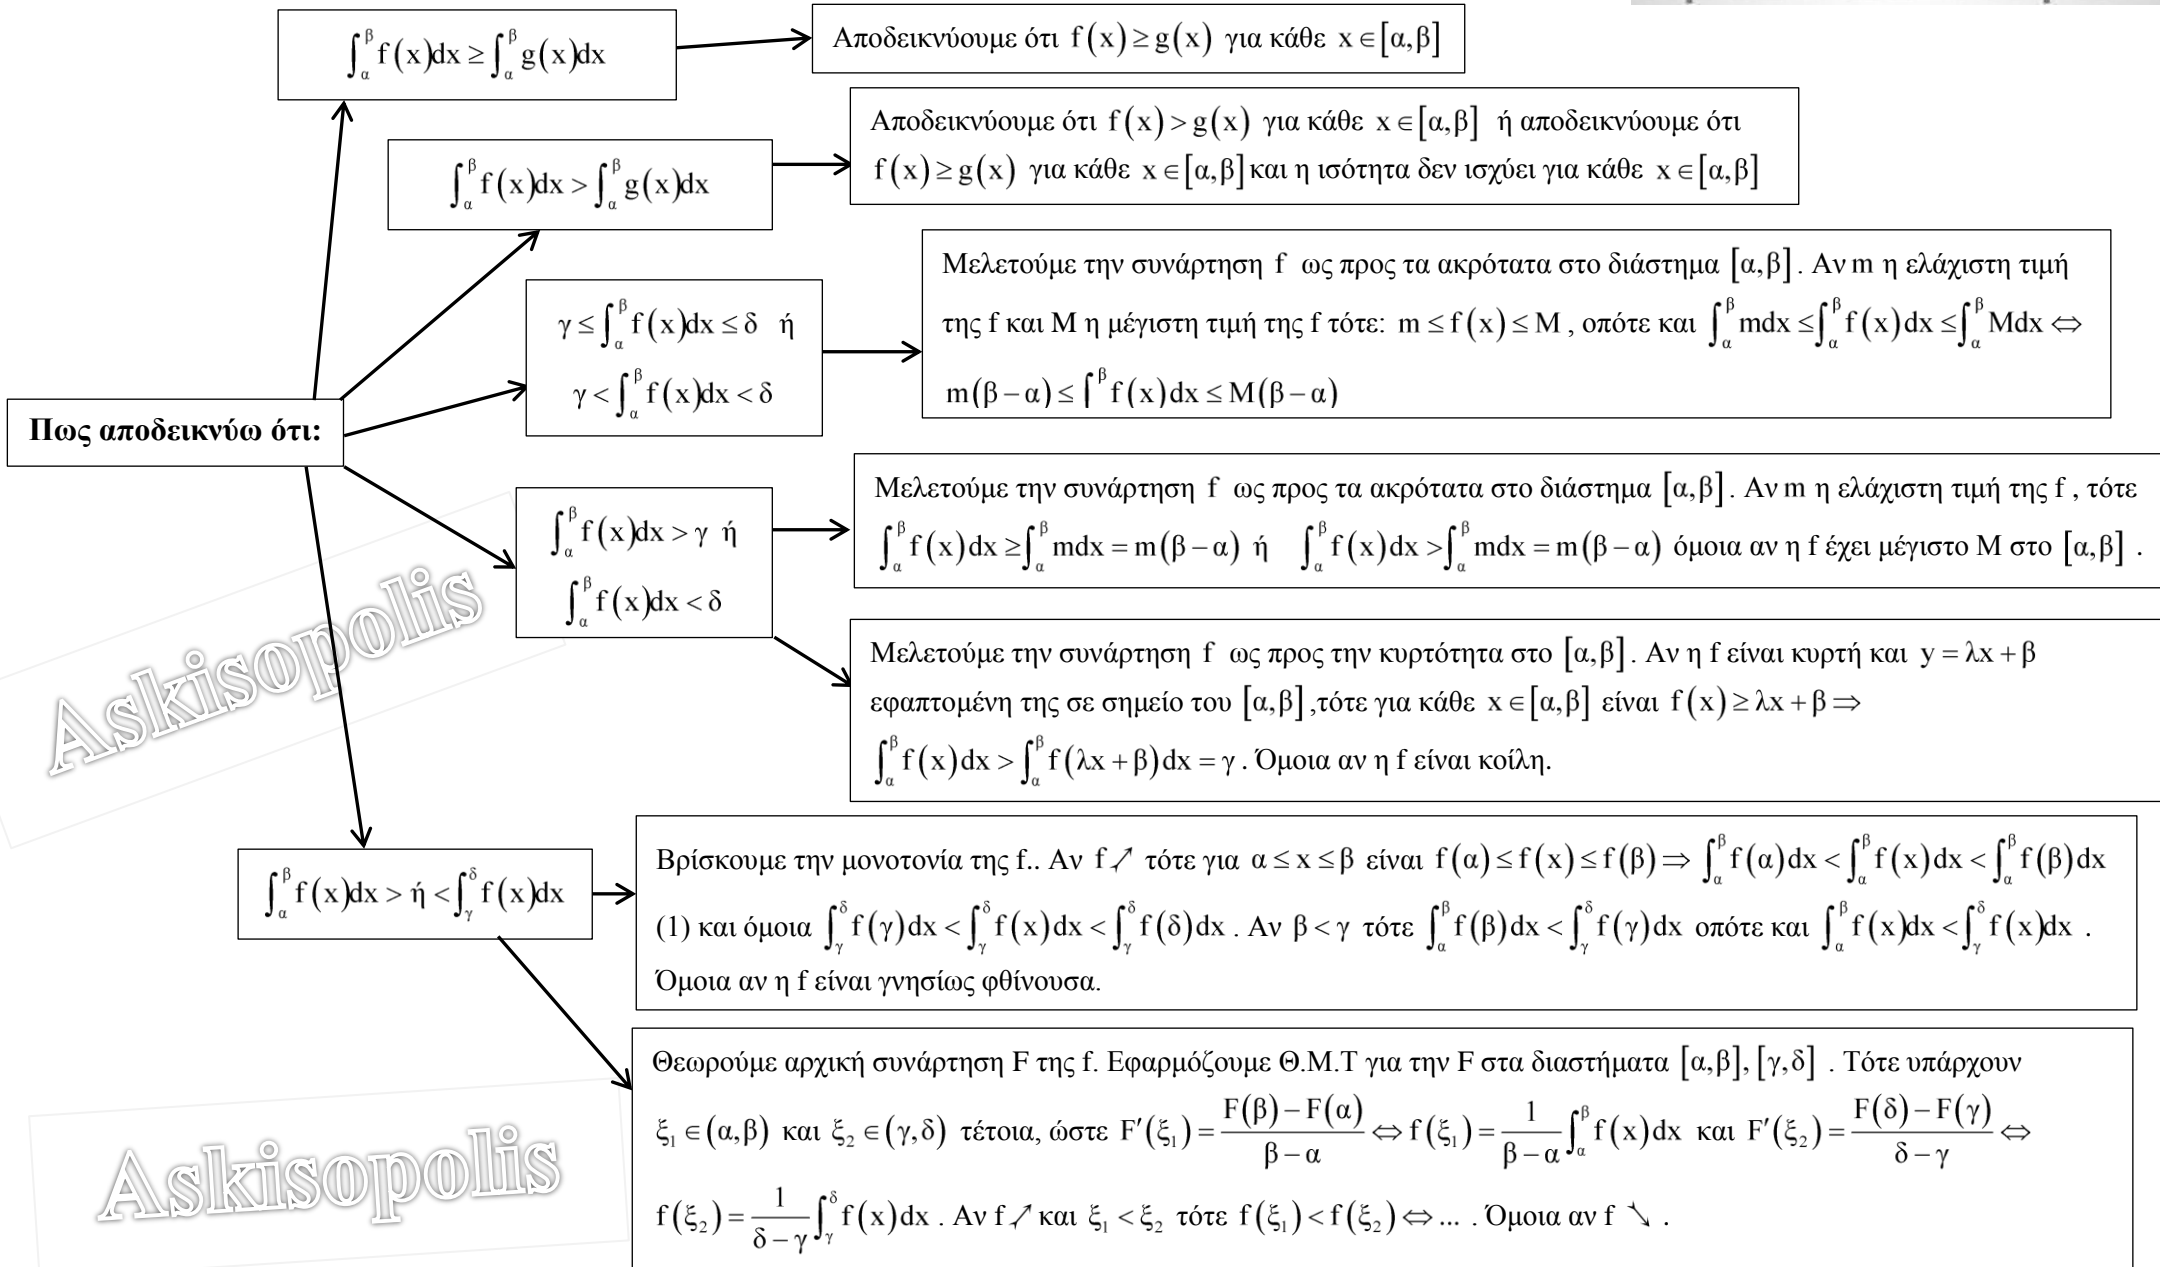 ∫_α^β f(x)dx ≥ ∫_α^β g(x)dx
Αποδεικνύουμε ότι f(x) ≥ g(x) για κάθε x ∈ [α,β]
∫_α^β f(x)dx > ∫_α^β g(x)dx
Αποδεικνύουμε ότι f(x) > g(x) για κάθε x ∈ [α,β] ή αποδεικνύουμε ότι
f(x) ≥ g(x) για κάθε x ∈ [α,β] και η ισότητα δεν ισχύει για κάθε x ∈ [α,β]
γ ≤ ∫_α^β f(x)dx ≤ δ ή
γ < ∫_α^β f(x)dx < δ
Μελετούμε την συνάρτηση f ως προς τα ακρότατα στο διάστημα [α,β]. Αν m η ελάχιστη τιμή
της f και M η μέγιστη τιμή της f τότε: m ≤ f(x) ≤ M , οπότε και ∫_α^β mdx ≤ ∫_α^β f(x)dx ≤ ∫_α^β Mdx ⇔
m(β−α) ≤ ∫^β f(x)dx ≤ M(β−α)
Πως αποδεικνύω ότι:
∫_α^β f(x)dx > γ ή
∫_α^β f(x)dx < δ
Μελετούμε την συνάρτηση f ως προς τα ακρότατα στο διάστημα [α,β]. Αν m η ελάχιστη τιμή της f , τότε
∫_α^β f(x)dx ≥ ∫_α^β mdx = m(β−α) ή ∫_α^β f(x)dx > ∫_α^β mdx = m(β−α) όμοια αν η f έχει μέγιστο M στο [α,β] .
Μελετούμε την συνάρτηση f ως προς την κυρτότητα στο [α,β]. Αν η f είναι κυρτή και y = λx + β
εφαπτομένη της σε σημείο του [α,β] ,τότε για κάθε x ∈ [α,β] είναι f(x) ≥ λx + β ⇒
∫_α^β f(x)dx > ∫_α^β f(λx + β)dx = γ . Όμοια αν η f είναι κοίλη.
∫_α^β f(x)dx > ή < ∫_γ^δ f(x)dx
Βρίσκουμε την μονοτονία της f.. Αν f ↗ τότε για α ≤ x ≤ β είναι f(α) ≤ f(x) ≤ f(β) ⇒ ∫_α^β f(α)dx < ∫_α^β f(x)dx < ∫_α^β f(β)dx
(1) και όμοια ∫_γ^δ f(γ)dx < ∫_γ^δ f(x)dx < ∫_γ^δ f(δ)dx . Αν β < γ τότε ∫_α^β f(β)dx < ∫_γ^δ f(γ)dx οπότε και ∫_α^β f(x)dx < ∫_γ^δ f(x)dx .
Όμοια αν η f είναι γνησίως φθίνουσα.
Θεωρούμε αρχική συνάρτηση F της f. Εφαρμόζουμε Θ.Μ.Τ για την F στα διαστήματα [α,β], [γ,δ] . Τότε υπάρχουν
ξ₁ ∈ (α,β) και ξ₂ ∈ (γ,δ) τέτοια, ώστε F′(ξ₁) = (F(β) − F(α))/(β − α) ⇔ f(ξ₁) = 1/(β − α) ∫_α^β f(x)dx και F′(ξ₂) = (F(δ) − F(γ))/(δ − γ) ⇔
f(ξ₂) = 1/(δ − γ) ∫_γ^δ f(x)dx . Αν f ↗ και ξ₁ < ξ₂ τότε f(ξ₁) < f(ξ₂) ⇔ ... . Όμοια αν f ↘ .
Askisopolis
Askisopolis